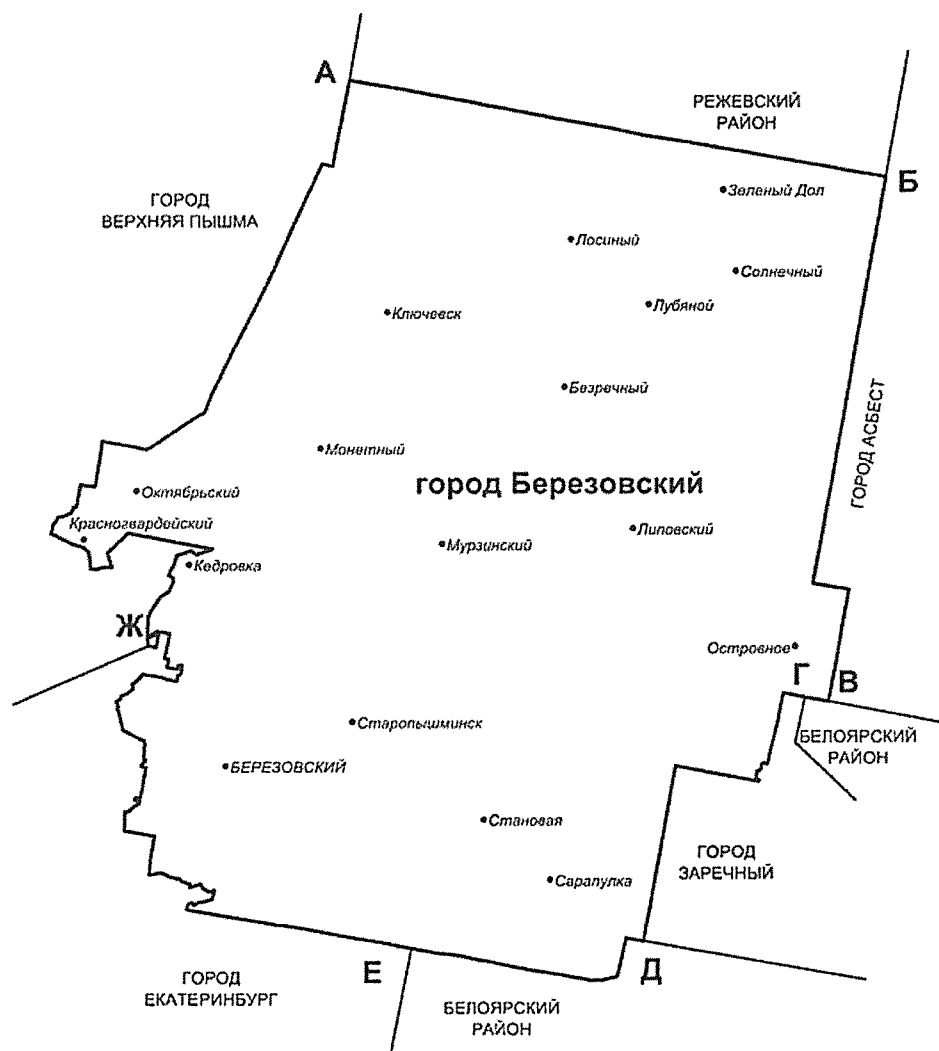 А
РЕЖЕВСКИЙ
РАЙОН
Б
Зеленый Дол
ГОРОД
ВЕРХНЯЯ ПЫШМА
Лосиный
Солнечный
Лубяной
Ключевск
Безречный
ГОРОД АСБЕСТ
Монетный
город Березовский
Октябрьский
Красногвардейский
Липовский
Мурзинский
Кедровка
Ж
Островное
Г
В
Старопышминск
БЕЛОЯРСКИЙ
РАЙОН
БЕРЕЗОВСКИЙ
Становая
ГОРОД
ЗАРЕЧНЫЙ
Сарапулка
Е
Д
ГОРОД
ЕКАТЕРИНБУРГ
БЕЛОЯРСКИЙ
РАЙОН